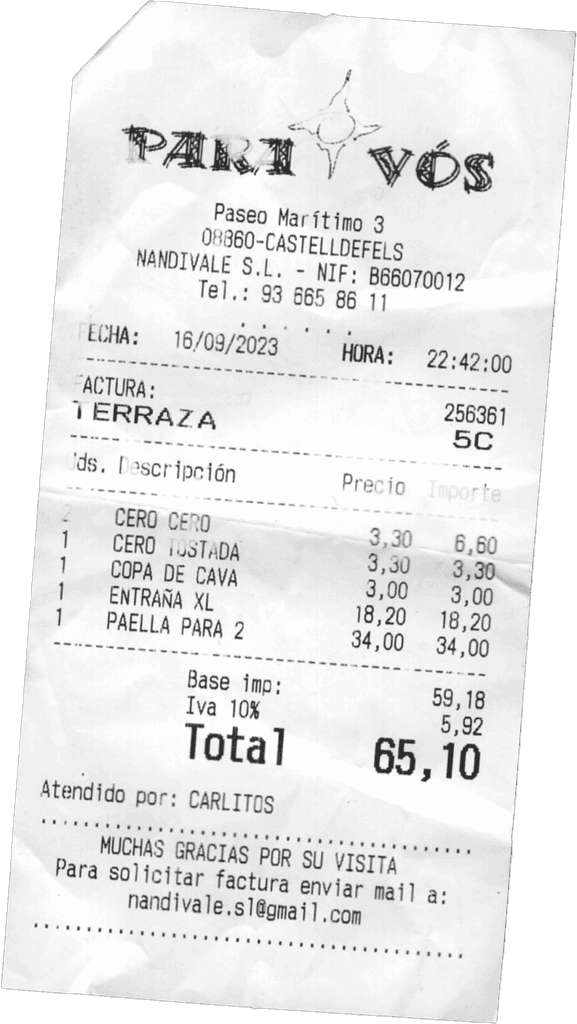 PARA VÓS
Paseo Marítimo 3
08860-CASTELLDEFELS
NANDIVALE S.L. - NIF: B66070012
Tel.: 93 665 86 11
. . . . . .
FECHA: 16/09/2023 HORA: 22:42:00
FACTURA: 256361
TERRAZA 5C
Uds. Descripción Precio Importe
2 CERO CERO 3,30 6,60
1 CERO TOSTADA 3,30 3,30
1 COPA DE CAVA 3,00 3,00
1 ENTRAÑA XL 18,20 18,20
1 PAELLA PARA 2 34,00 34,00
Base imp: 59,18
Iva 10% 5,92
Total 65,10
Atendido por: CARLITOS
MUCHAS GRACIAS POR SU VISITA
Para solicitar factura enviar mail a:
nandivale.sl@gmail.com